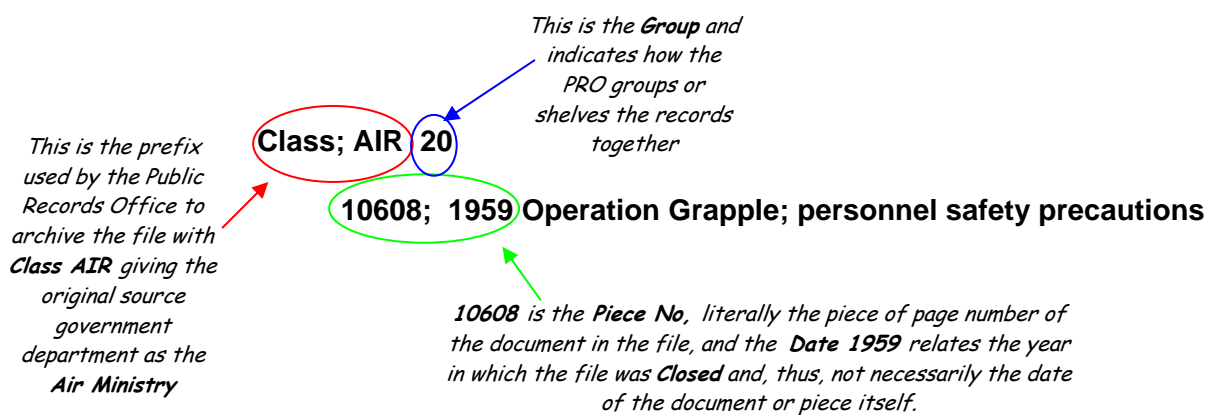 This is the Group and
indicates how the
PRO groups or
shelves the records
together
This is the prefix
used by the Public
Records Office to
archive the file with
Class AIR giving the
original source
government
department as the
Air Ministry
Class; AIR 20
10608; 1959 Operation Grapple; personnel safety precautions
10608 is the Piece No, literally the piece of page number of
the document in the file, and the Date 1959 relates the year
in which the file was Closed and, thus, not necessarily the date
of the document or piece itself.